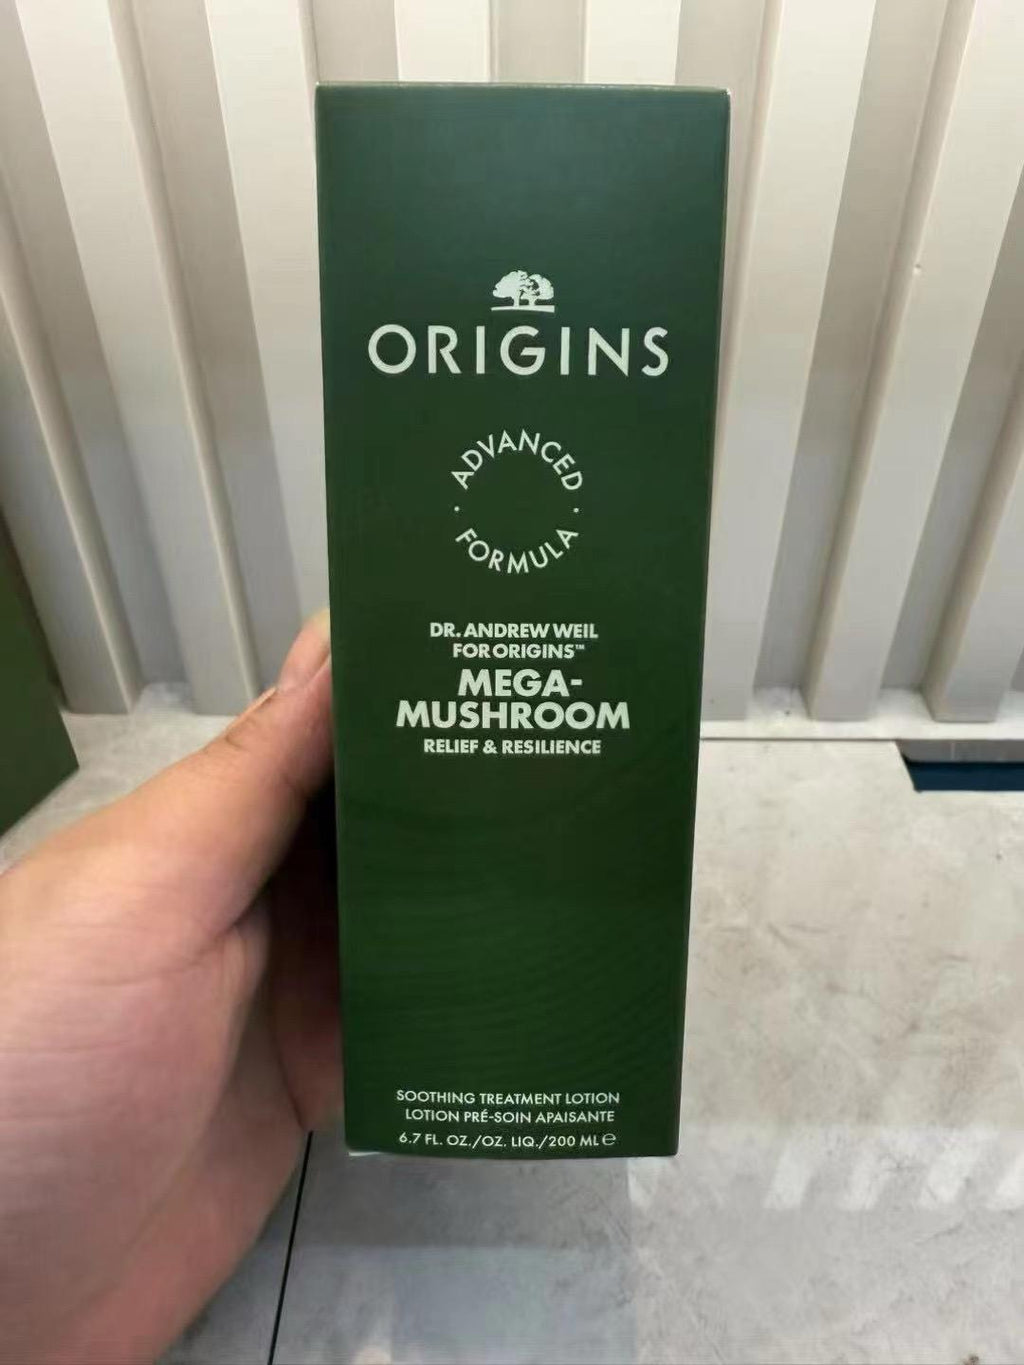 ORIGINS
ADVANCED
FORMULA
DR. ANDREW WEIL
FOR ORIGINS™
MEGA-
MUSHROOM
RELIEF & RESILIENCE
SOOTHING TREATMENT LOTION
LOTION PRÉ-SOIN APAISANTE
6.7 FL. OZ./OZ. LIQ./200 ML ℮